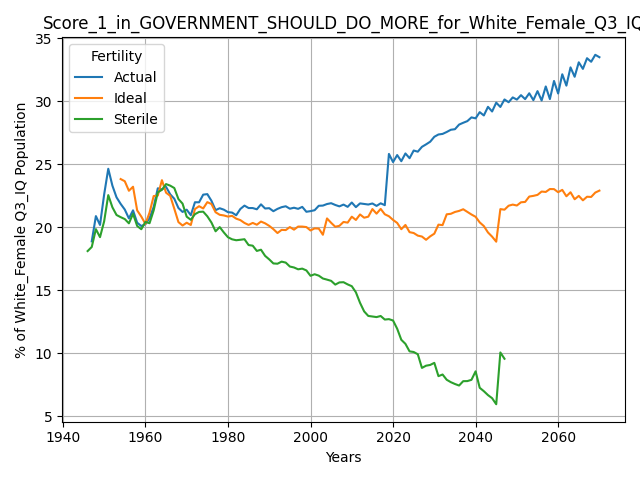 Score_1_in_GOVERNMENT_SHOULD_DO_MORE_for_White_Female_Q3_IQ
35
30
25
20
15
10
5
% of White_Female Q3_IQ Population
Fertility
Actual
Ideal
Sterile
1940 1960 1980 2000 2020 2040 2060
Years